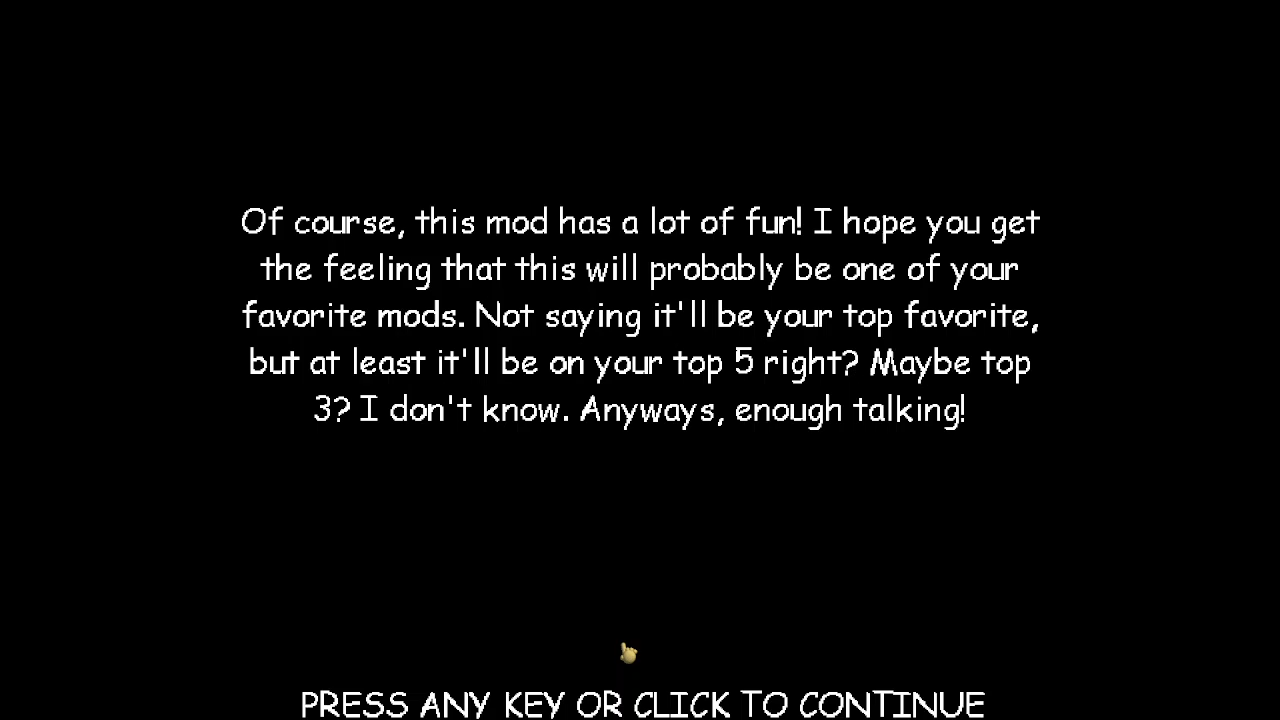 Of course, this mod has a lot of fun! I hope you get
the feeling that this will probably be one of your
favorite mods. Not saying it'll be your top favorite,
but at least it'll be on your top 5 right? Maybe top
3? I don't know. Anyways, enough talking!
PRESS ANY KEY OR CLICK TO CONTINUE